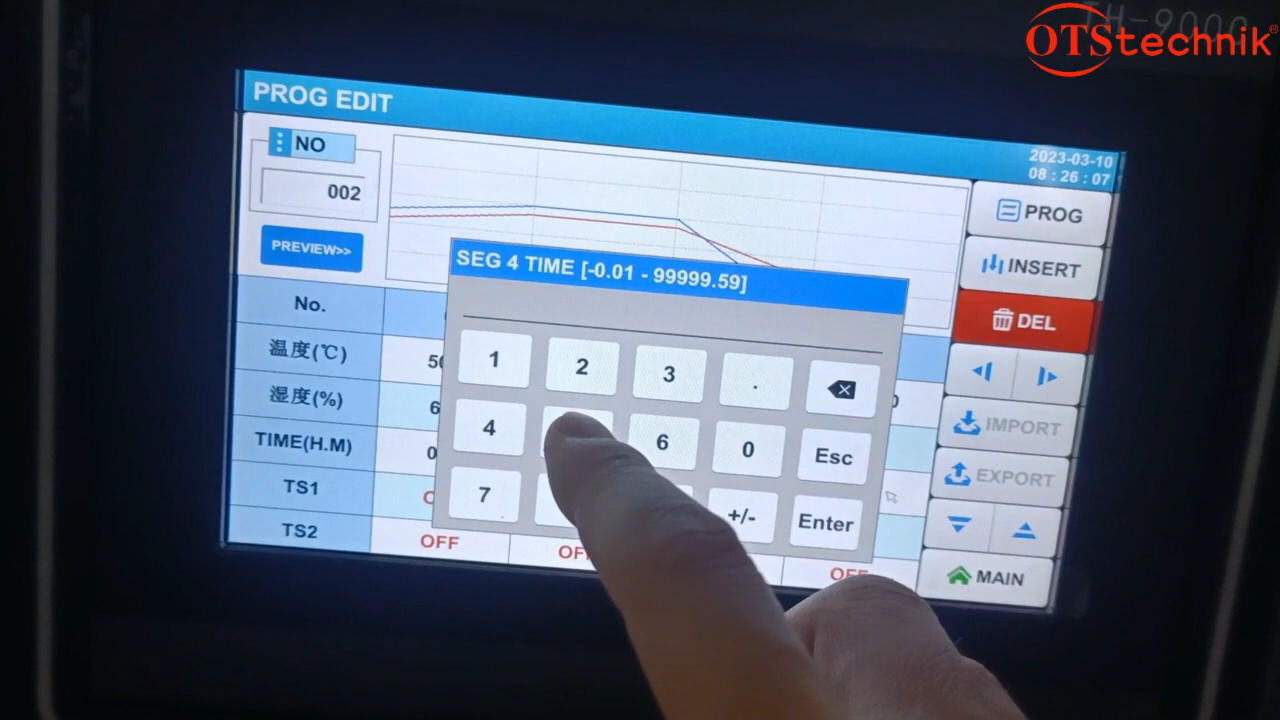 TH-9000
OTStechnik®
PROG EDIT
2023-03-10
08:26:07
NO
002
PREVIEW>>
PROG
INSERT
DEL
IMPORT
EXPORT
MAIN
SEG 4 TIME [-0.01 - 99999.59]
1 2 3 .
4 6 0 Esc
7 +/- Enter
No.
温度(℃)
湿度(%)
TIME(H.M)
TS1
TS2
OFF
OFF